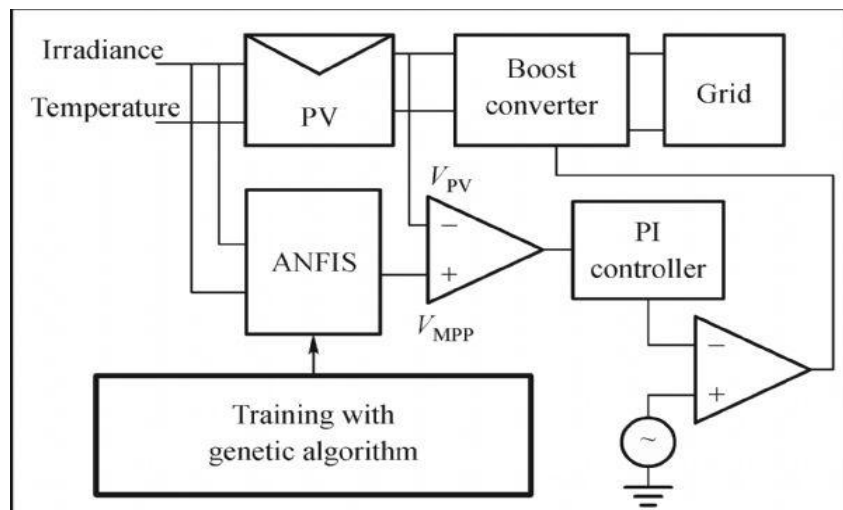 Irradiance
Temperature
PV
Boost
converter
Grid
V_PV
ANFIS
−
+
V_MPP
PI
controller
−
+
~
Training with
genetic algorithm